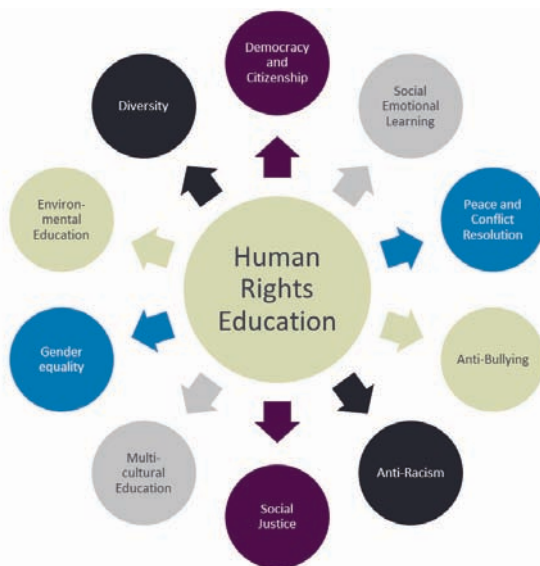 Human
Rights
Education
Democracy
and
Citizenship
Social
Emotional
Learning
Peace and
Conflict
Resolution
Anti-Bullying
Anti-Racism
Social
Justice
Multi-
cultural
Education
Gender
equality
Environ-
mental
Education
Diversity